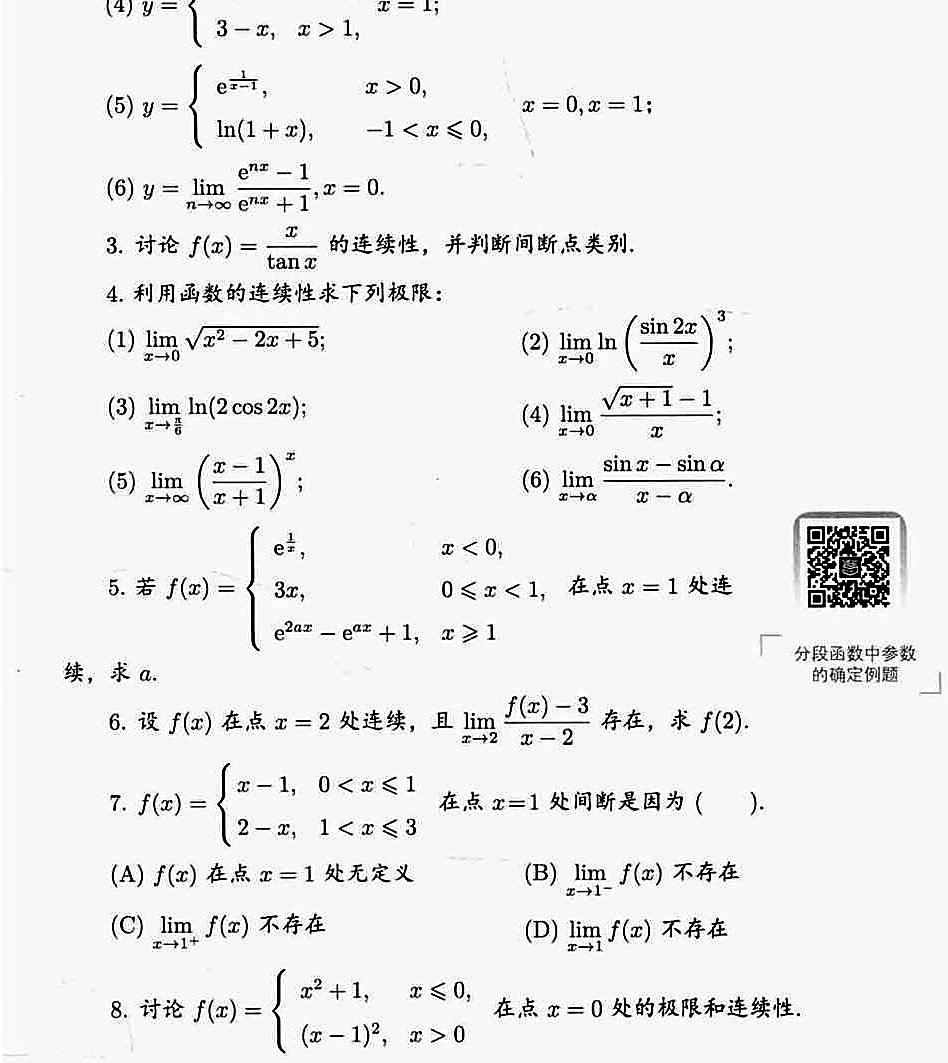 (4) y = { x = 1;
3 − x, x > 1,
(5) y = { e^{1/(x−1)}, x > 0,
ln(1 + x), −1 < x ⩽ 0, x = 0, x = 1;
(6) y = lim_{n→∞} (e^{nx} − 1)/(e^{nx} + 1), x = 0.
3. 讨论 f(x) = x/tan x 的连续性，并判断间断点类别.
4. 利用函数的连续性求下列极限：
(1) lim_{x→0} √(x² − 2x + 5); (2) lim_{x→0} ln (sin 2x/x)³;
(3) lim_{x→π/6} ln(2 cos 2x); (4) lim_{x→0} (√(x + 1) − 1)/x;
(5) lim_{x→∞} ((x − 1)/(x + 1))^x; (6) lim_{x→α} (sin x − sin α)/(x − α).
5. 若 f(x) = { e^{1/x}, x < 0,
3x, 0 ⩽ x < 1, 在点 x = 1 处连
e^{2ax} − e^{ax} + 1, x ⩾ 1
续，求 a.
分段函数中参数
的确定例题
6. 设 f(x) 在点 x = 2 处连续，且 lim_{x→2} (f(x) − 3)/(x − 2) 存在，求 f(2).
7. f(x) = { x − 1, 0 < x ⩽ 1
2 − x, 1 < x ⩽ 3 在点 x=1 处间断是因为 (　　).
(A) f(x) 在点 x = 1 处无定义 (B) lim_{x→1⁻} f(x) 不存在
(C) lim_{x→1⁺} f(x) 不存在 (D) lim_{x→1} f(x) 不存在
8. 讨论 f(x) = { x² + 1, x ⩽ 0,
(x − 1)², x > 0 在点 x = 0 处的极限和连续性.